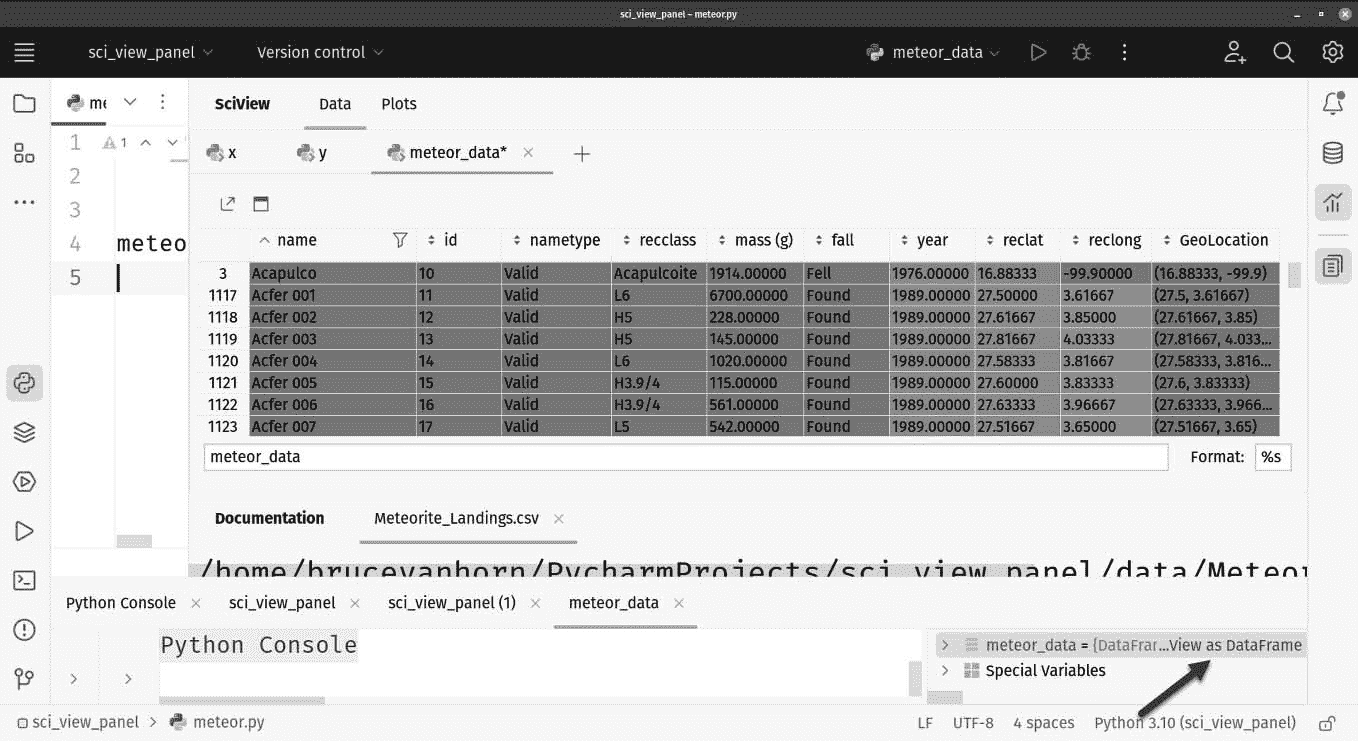 sci_view_panel – meteor.py
sci_view_panel Version control meteor_data
me SciView Data Plots
1 1
x y meteor_data*
2
3
name id nametype recclass mass (g) fall year reclat reclong GeoLocation
4 meteo
5
3 Acapulco 10 Valid Acapulcoite 1914.00000 Fell 1976.00000 16.88333 -99.90000 (16.88333, -99.9)
1117 Acfer 001 11 Valid L6 6700.00000 Found 1989.00000 27.50000 3.61667 (27.5, 3.61667)
1118 Acfer 002 12 Valid H5 228.00000 Found 1989.00000 27.61667 3.85000 (27.61667, 3.85)
1119 Acfer 003 13 Valid H5 145.00000 Found 1989.00000 27.81667 4.03333 (27.81667, 4.033...
1120 Acfer 004 14 Valid L6 1020.00000 Found 1989.00000 27.58333 3.81667 (27.58333, 3.816...
1121 Acfer 005 15 Valid H3.9/4 115.00000 Found 1989.00000 27.60000 3.83333 (27.6, 3.83333)
1122 Acfer 006 16 Valid H3.9/4 561.00000 Found 1989.00000 27.63333 3.96667 (27.63333, 3.966...
1123 Acfer 007 17 Valid L5 542.00000 Found 1989.00000 27.51667 3.65000 (27.51667, 3.65)
meteor_data Format: %s
Documentation Meteorite_Landings.csv
/home/brucevanhorn/PycharmProjects/sci_view_panel/data/Meteor
Python Console sci_view_panel sci_view_panel (1) meteor_data
Python Console
meteor_data = {DataFrar...View as DataFrame
Special Variables
sci_view_panel > meteor.py LF UTF-8 4 spaces Python 3.10 (sci_view_panel)